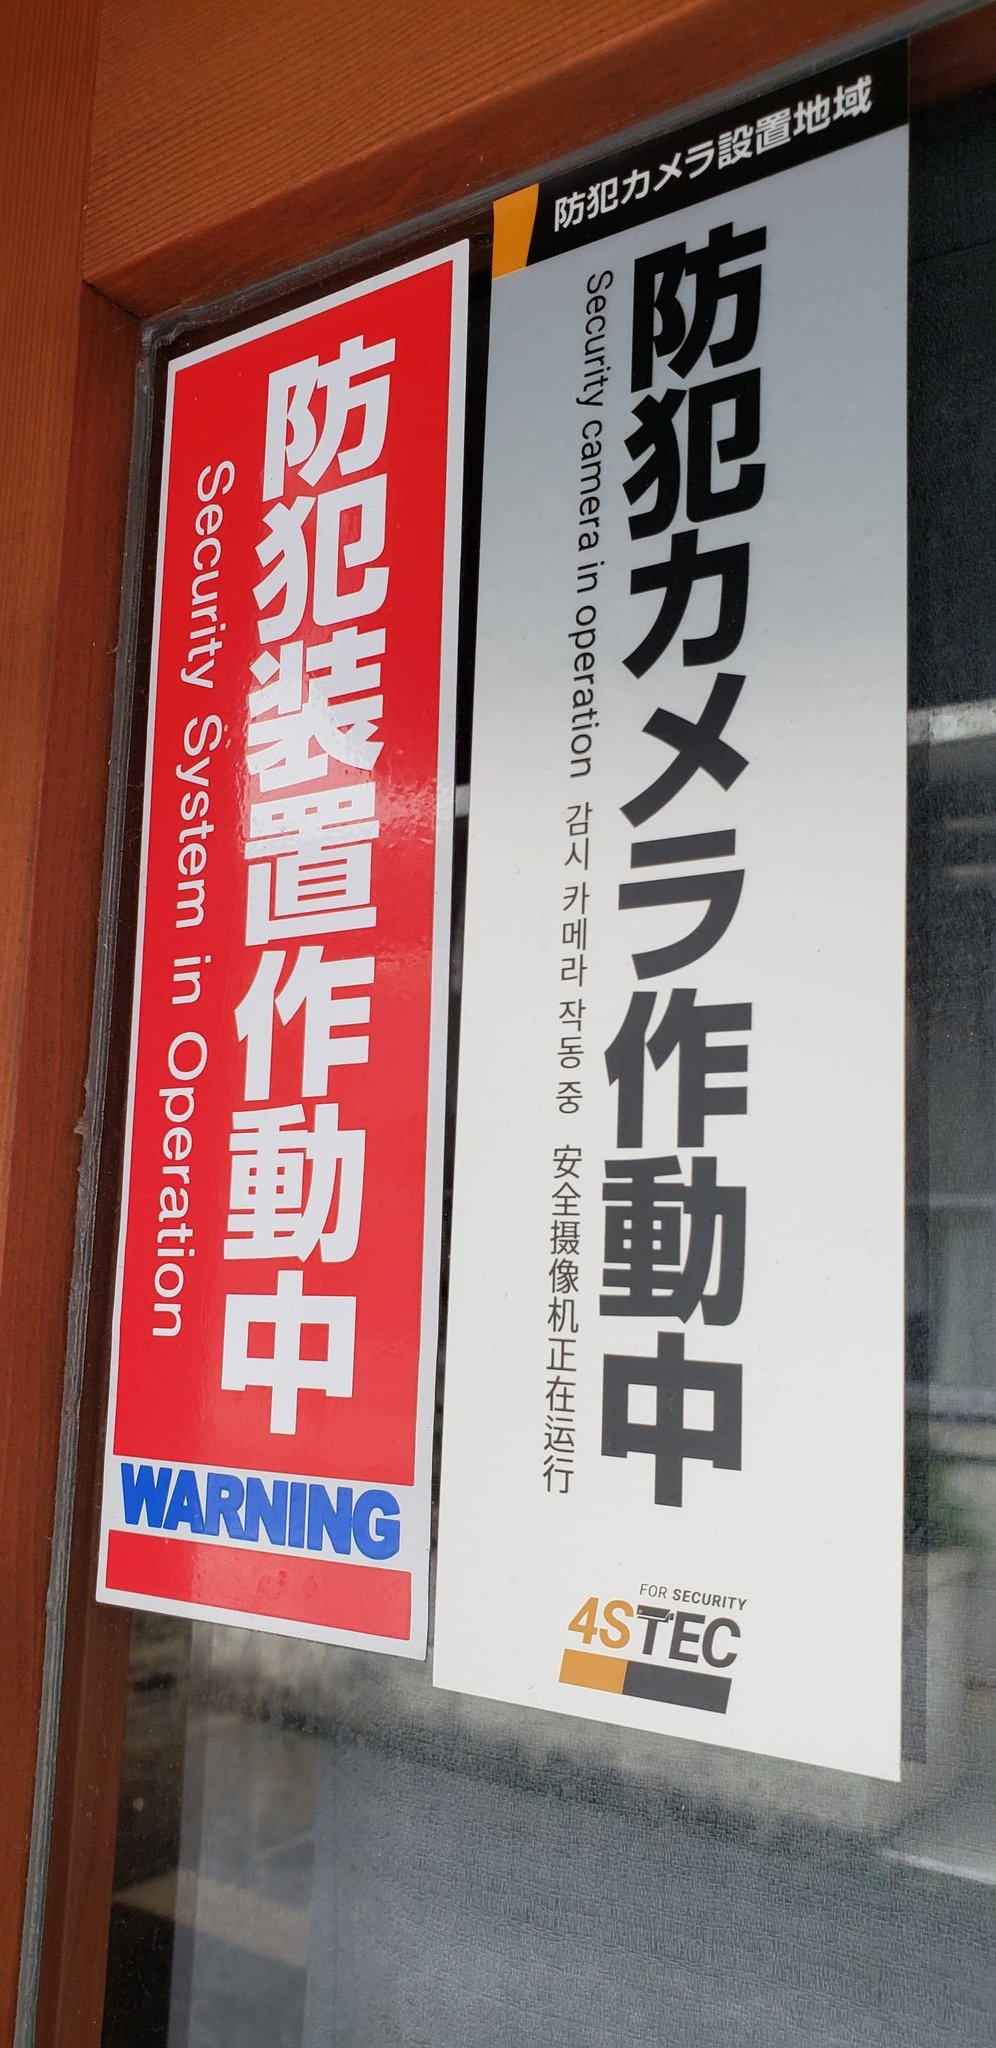 防犯装置作動中
Security System in Operation
WARNING
防犯カメラ設置地域
防犯カメラ作動中
Security camera in operation 감시 카메라 작동 중 安全摄像机正在运行
FOR SECURITY
4STEC